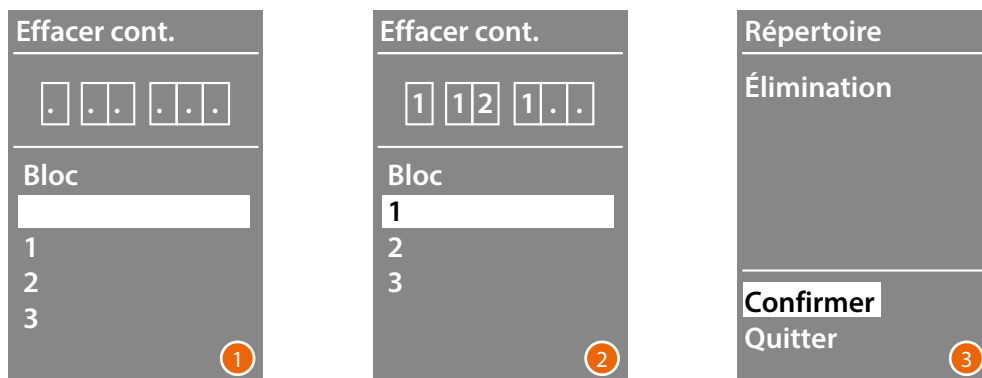 Effacer cont.
. . . . . .
Bloc
1
2
3
1
Effacer cont.
1 1 2 1 . .
Bloc
1
2
3
2
Répertoire
Élimination
Confirmer
Quitter
3